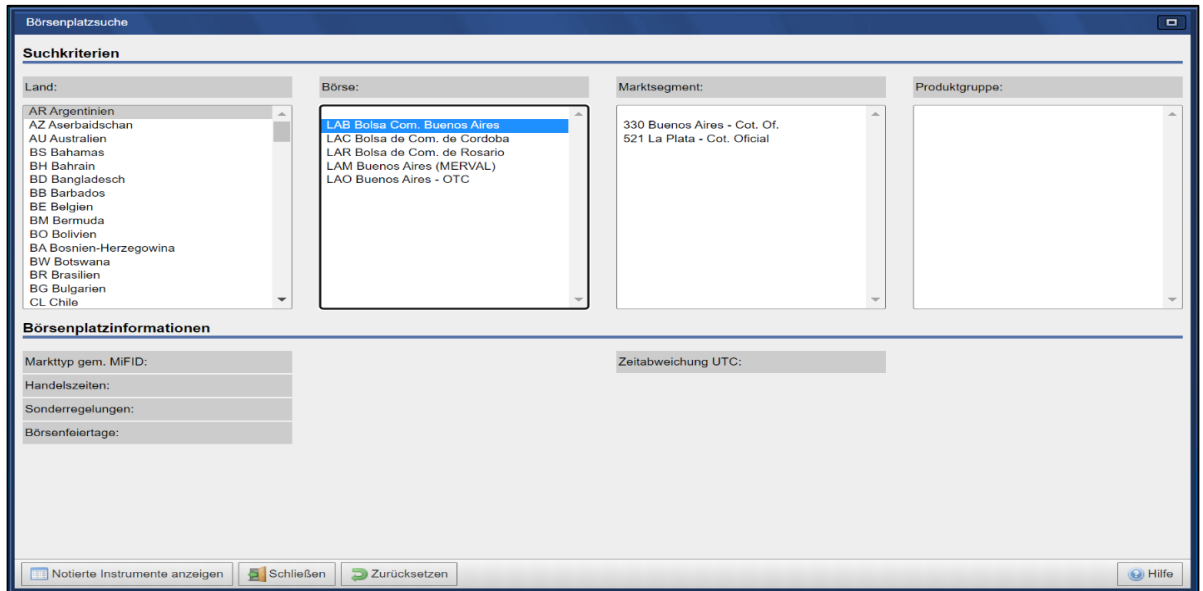 Börsenplatzsuche
Suchkriterien
Land:
Börse:
Marktsegment:
Produktgruppe:
AR Argentinien
AZ Aserbaidschan
AU Australien
BS Bahamas
BH Bahrain
BD Bangladesch
BB Barbados
BE Belgien
BM Bermuda
BO Bolivien
BA Bosnien-Herzegowina
BW Botswana
BR Brasilien
BG Bulgarien
CL Chile
LAB Bolsa Com. Buenos Aires
LAC Bolsa de Com. de Cordoba
LAR Bolsa de Com. de Rosario
LAM Buenos Aires (MERVAL)
LAO Buenos Aires - OTC
330 Buenos Aires - Cot. Of.
521 La Plata - Cot. Oficial
Börsenplatzinformationen
Markttyp gem. MiFID:
Zeitabweichung UTC:
Handelszeiten:
Sonderregelungen:
Börsenfeiertage:
Notierte Instrumente anzeigen
Schließen
Zurücksetzen
Hilfe